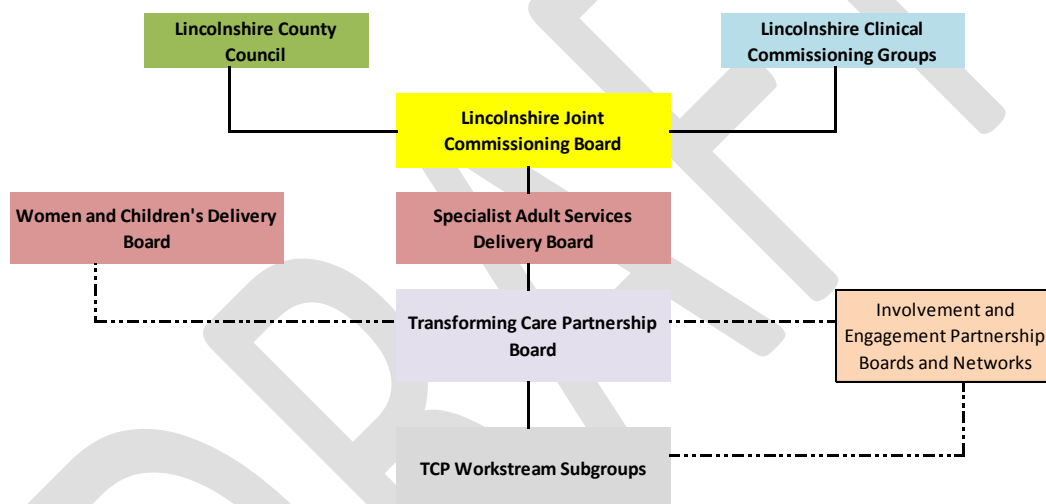 Lincolnshire County
Council
Lincolnshire Clinical
Commissioning Groups
Lincolnshire Joint
Commissioning Board
Women and Children's Delivery
Board
Specialist Adult Services
Delivery Board
Transforming Care Partnership
Board
Involvement and
Engagement Partnership
Boards and Networks
TCP Workstream Subgroups
DRAFT